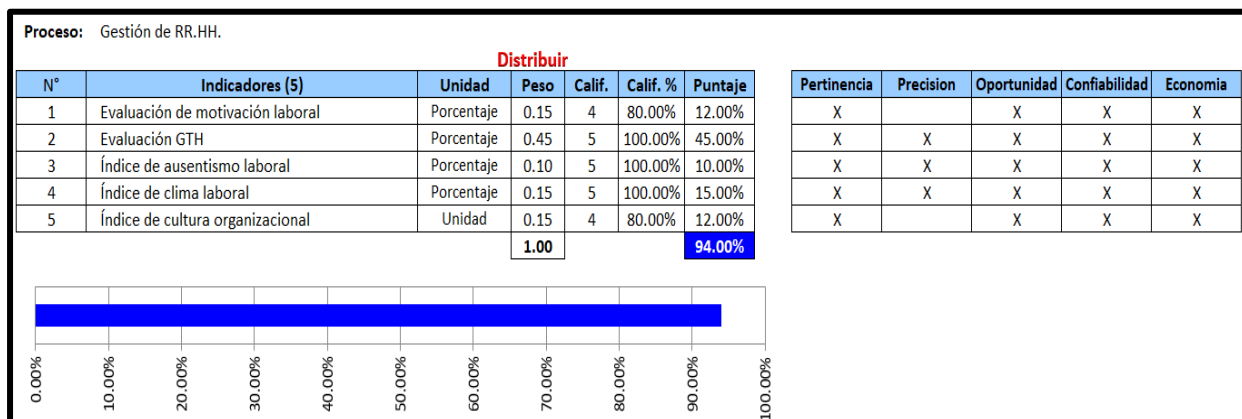 Proceso: Gestión de RR.HH.
Distribuir
N° Indicadores (5) Unidad Peso Calif. Calif. % Puntaje Pertinencia Precision Oportunidad Confiabilidad Economia
1 Evaluación de motivación laboral Porcentaje 0.15 4 80.00% 12.00% X X X X
2 Evaluación GTH Porcentaje 0.45 5 100.00% 45.00% X X X X X
3 Índice de ausentismo laboral Porcentaje 0.10 5 100.00% 10.00% X X X X X
4 Índice de clima laboral Porcentaje 0.15 5 100.00% 15.00% X X X X X
5 Índice de cultura organizacional Unidad 0.15 4 80.00% 12.00% X X X X
1.00 94.00%
0.00% 10.00% 20.00% 30.00% 40.00% 50.00% 60.00% 70.00% 80.00% 90.00% 100.00%